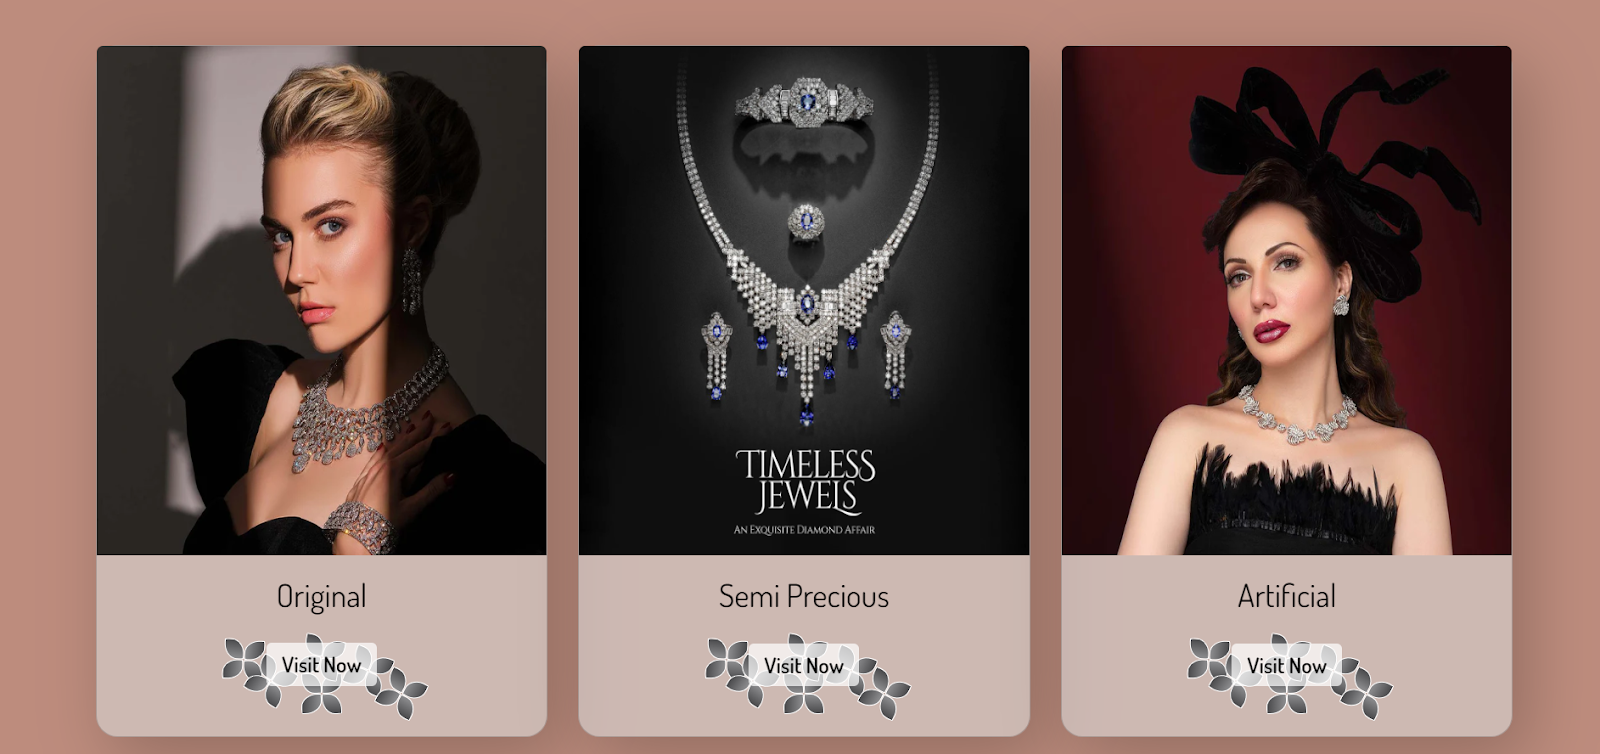 TIMELESS
JEWELS
AN EXQUISITE DIAMOND AFFAIR
Original
Semi Precious
Artificial
Visit Now
Visit Now
Visit Now